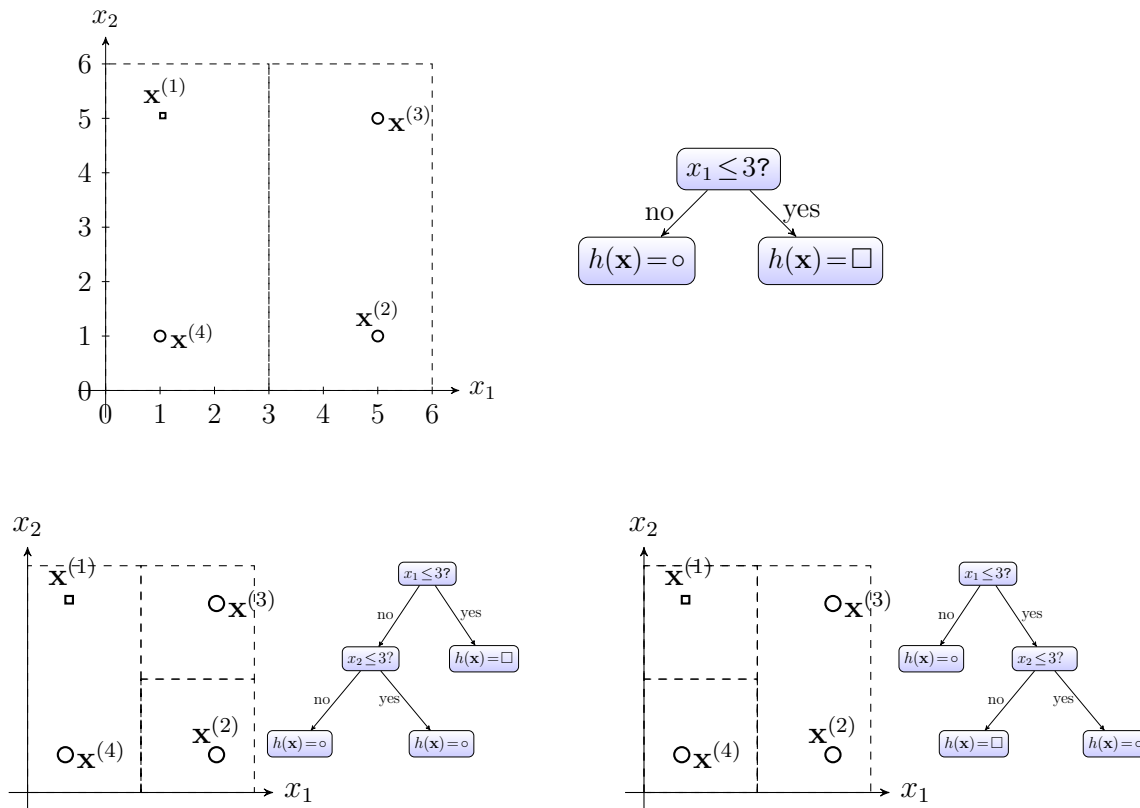 x₂
6
x⁽¹⁾
5
x⁽³⁾
4
3
2
x⁽²⁾
1
x⁽⁴⁾
0
x₁
0 1 2 3 4 5 6
x₁ ≤ 3?
no yes
h(x) = ○ h(x) = □
x₂
x⁽¹⁾
x⁽³⁾
x⁽²⁾
x⁽⁴⁾
x₁
x₁ ≤ 3?
no yes
x₂ ≤ 3? h(x) = □
no yes
h(x) = ○ h(x) = ○
x₂
x⁽¹⁾
x⁽³⁾
x⁽²⁾
x⁽⁴⁾
x₁
x₁ ≤ 3?
no yes
h(x) = ○ x₂ ≤ 3?
no yes
h(x) = □ h(x) = ○